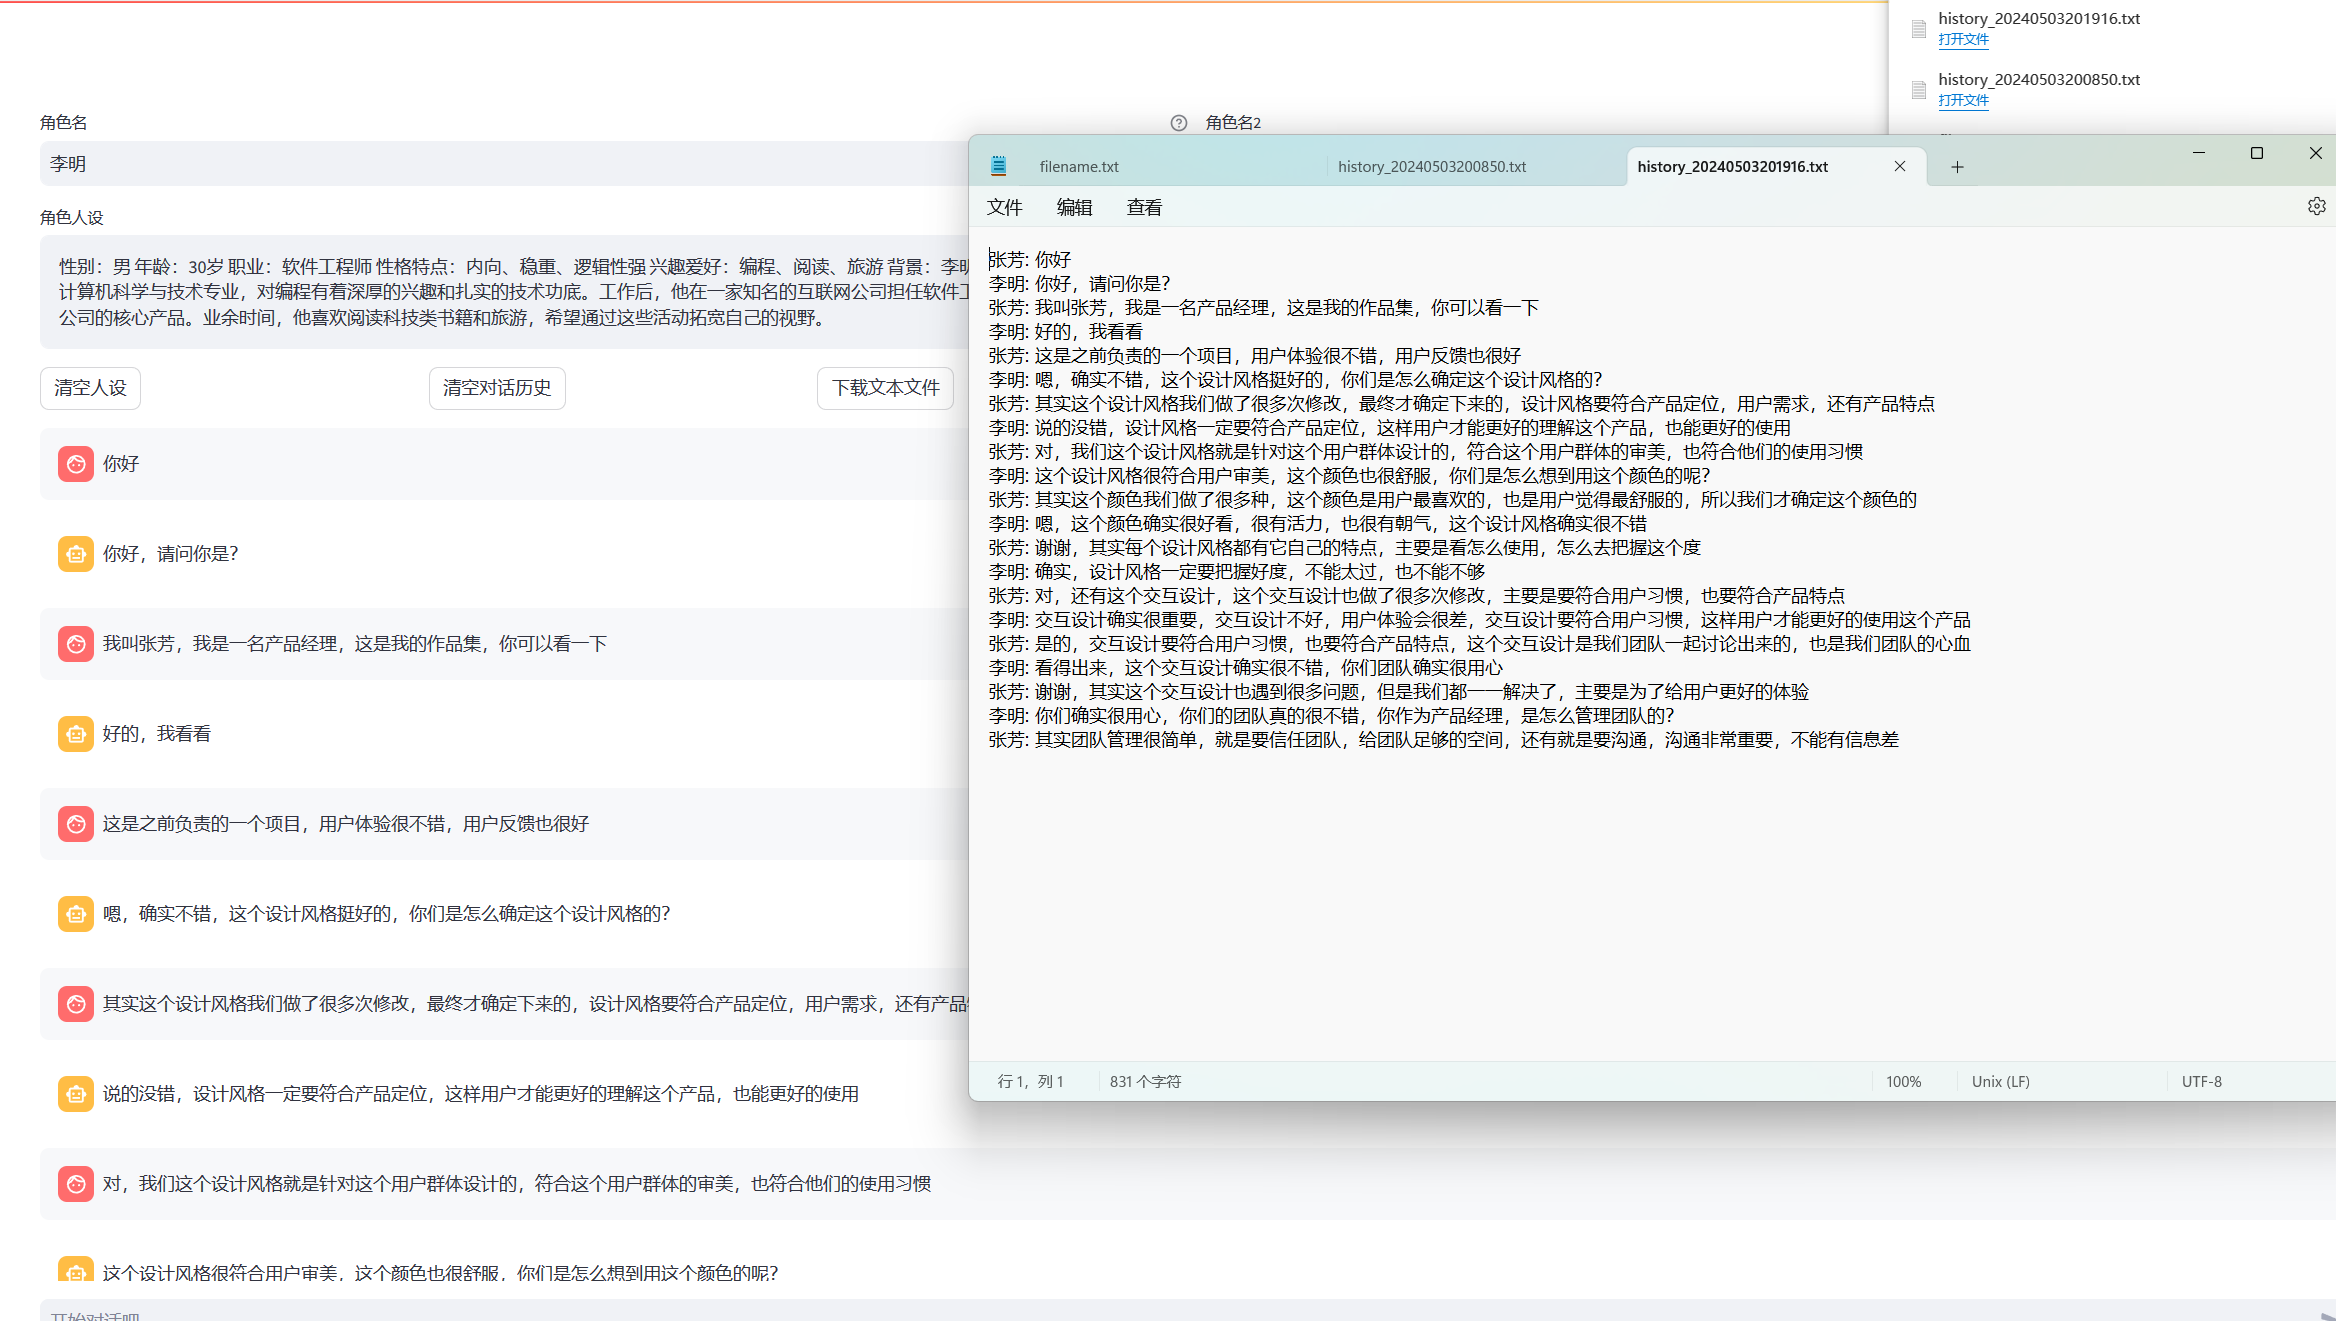 history_20240503201916.txt
打开文件
history_20240503200850.txt
打开文件
角色名
角色名2
李明
角色人设
性别：男 年龄：30岁 职业：软件工程师 性格特点：内向、稳重、逻辑性强 兴趣爱好：编程、阅读、旅游 背景：李明
计算机科学与技术专业，对编程有着深厚的兴趣和扎实的技术功底。工作后，他在一家知名的互联网公司担任软件工
公司的核心产品。业余时间，他喜欢阅读科技类书籍和旅游，希望通过这些活动拓宽自己的视野。
清空人设
清空对话历史
下载文本文件
你好
你好，请问你是？
我叫张芳，我是一名产品经理，这是我的作品集，你可以看一下
好的，我看看
这是之前负责的一个项目，用户体验很不错，用户反馈也很好
嗯，确实不错，这个设计风格挺好的，你们是怎么确定这个设计风格的？
其实这个设计风格我们做了很多次修改，最终才确定下来的，设计风格要符合产品定位，用户需求，还有产品
说的没错，设计风格一定要符合产品定位，这样用户才能更好的理解这个产品，也能更好的使用
对，我们这个设计风格就是针对这个用户群体设计的，符合这个用户群体的审美，也符合他们的使用习惯
这个设计风格很符合用户审美，这个颜色也很舒服，你们是怎么想到用这个颜色的呢？
开始对话吧
filename.txt
history_20240503200850.txt
history_20240503201916.txt
文件
编辑
查看
张芳: 你好
李明: 你好，请问你是？
张芳: 我叫张芳，我是一名产品经理，这是我的作品集，你可以看一下
李明: 好的，我看看
张芳: 这是之前负责的一个项目，用户体验很不错，用户反馈也很好
李明: 嗯，确实不错，这个设计风格挺好的，你们是怎么确定这个设计风格的？
张芳: 其实这个设计风格我们做了很多次修改，最终才确定下来的，设计风格要符合产品定位，用户需求，还有产品特点
李明: 说的没错，设计风格一定要符合产品定位，这样用户才能更好的理解这个产品，也能更好的使用
张芳: 对，我们这个设计风格就是针对这个用户群体设计的，符合这个用户群体的审美，也符合他们的使用习惯
李明: 这个设计风格很符合用户审美，这个颜色也很舒服，你们是怎么想到用这个颜色的呢？
张芳: 其实这个颜色我们做了很多种，这个颜色是用户最喜欢的，也是用户觉得最舒服的，所以我们才确定这个颜色的
李明: 嗯，这个颜色确实很好看，很有活力，也很有朝气，这个设计风格确实很不错
张芳: 谢谢，其实每个设计风格都有它自己的特点，主要是看怎么使用，怎么去把握这个度
李明: 确实，设计风格一定要把握好度，不能太过，也不能不够
张芳: 对，还有这个交互设计，这个交互设计也做了很多次修改，主要是要符合用户习惯，也要符合产品特点
李明: 交互设计确实很重要，交互设计不好，用户体验会很差，交互设计要符合用户习惯，这样用户才能更好的使用这个产品
张芳: 是的，交互设计要符合用户习惯，也要符合产品特点，这个交互设计是我们团队一起讨论出来的，也是我们团队的心血
李明: 看得出来，这个交互设计确实很不错，你们团队确实很用心
张芳: 谢谢，其实这个交互设计也遇到很多问题，但是我们都一一解决了，主要是为了给用户更好的体验
李明: 你们确实很用心，你们的团队真的很不错，你作为产品经理，是怎么管理团队的？
张芳: 其实团队管理很简单，就是要信任团队，给团队足够的空间，还有就是要沟通，沟通非常重要，不能有信息差
行 1，列 1
831 个字符
100%
Unix (LF)
UTF-8